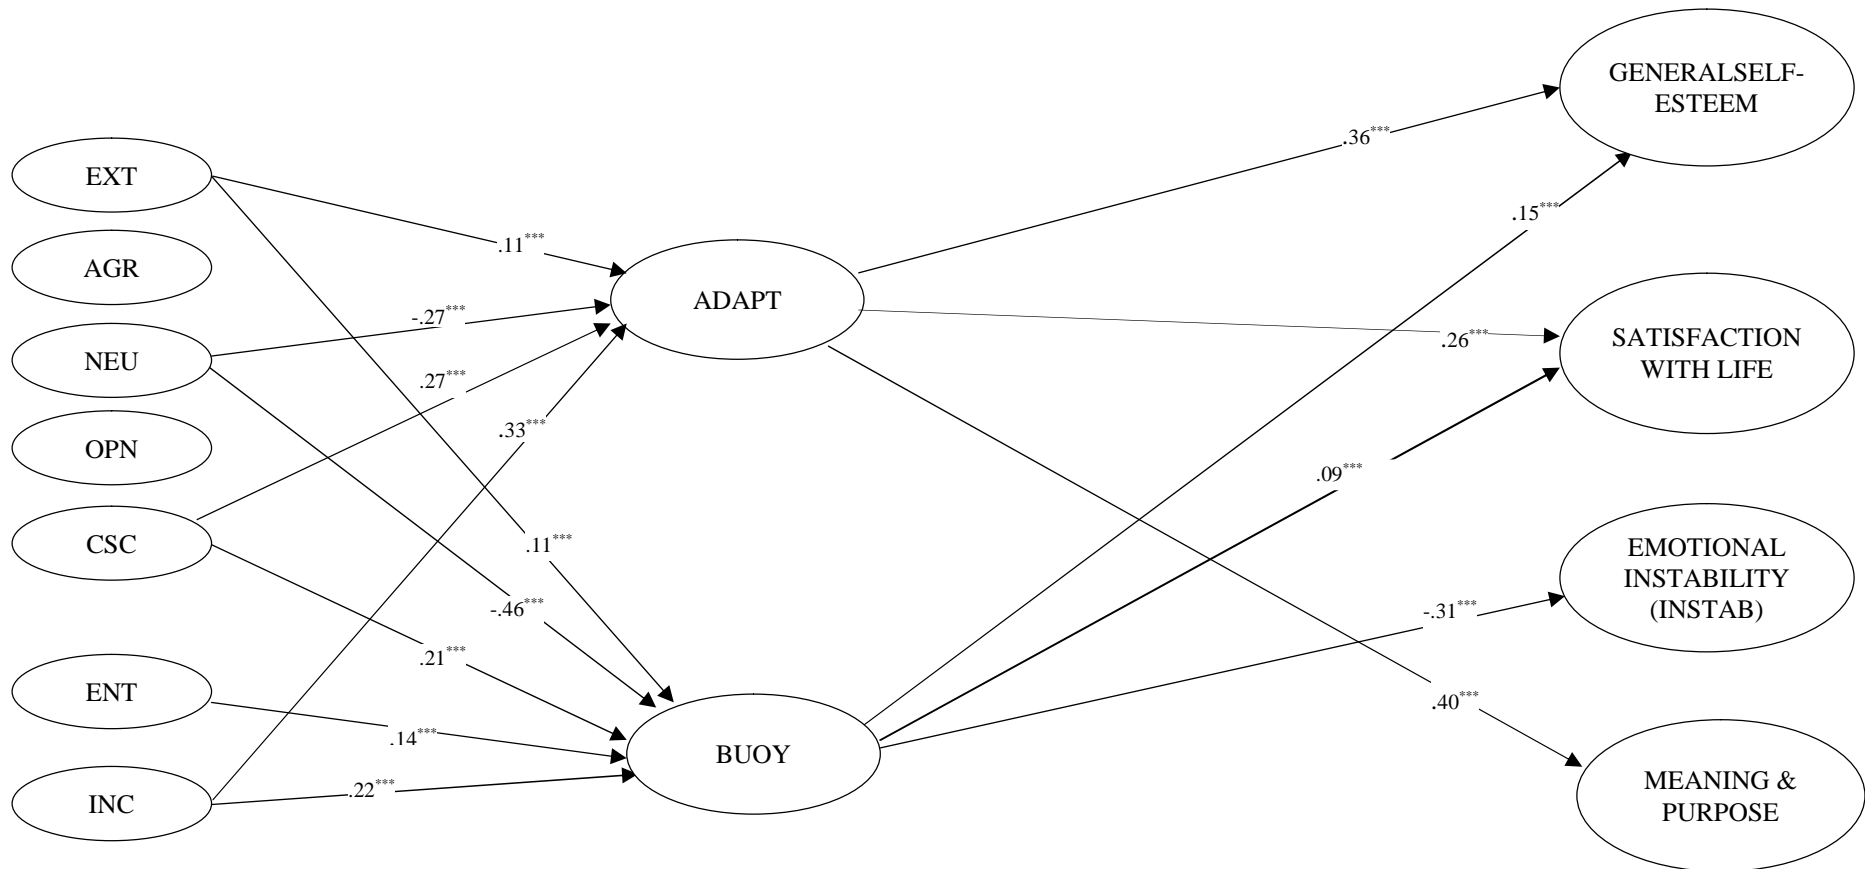 GENERALSELF-
ESTEEM
.36***
EXT
.15***
.11***
AGR
ADAPT
-.27***
.26***
SATISFACTION
WITH LIFE
NEU
.27***
.33***
OPN
.09***
CSC
.11***
EMOTIONAL
INSTABILITY
(INSTAB)
-.46***
-.31***
.21***
ENT
.40***
.14***
BUOY
.22***
INC
MEANING &
PURPOSE